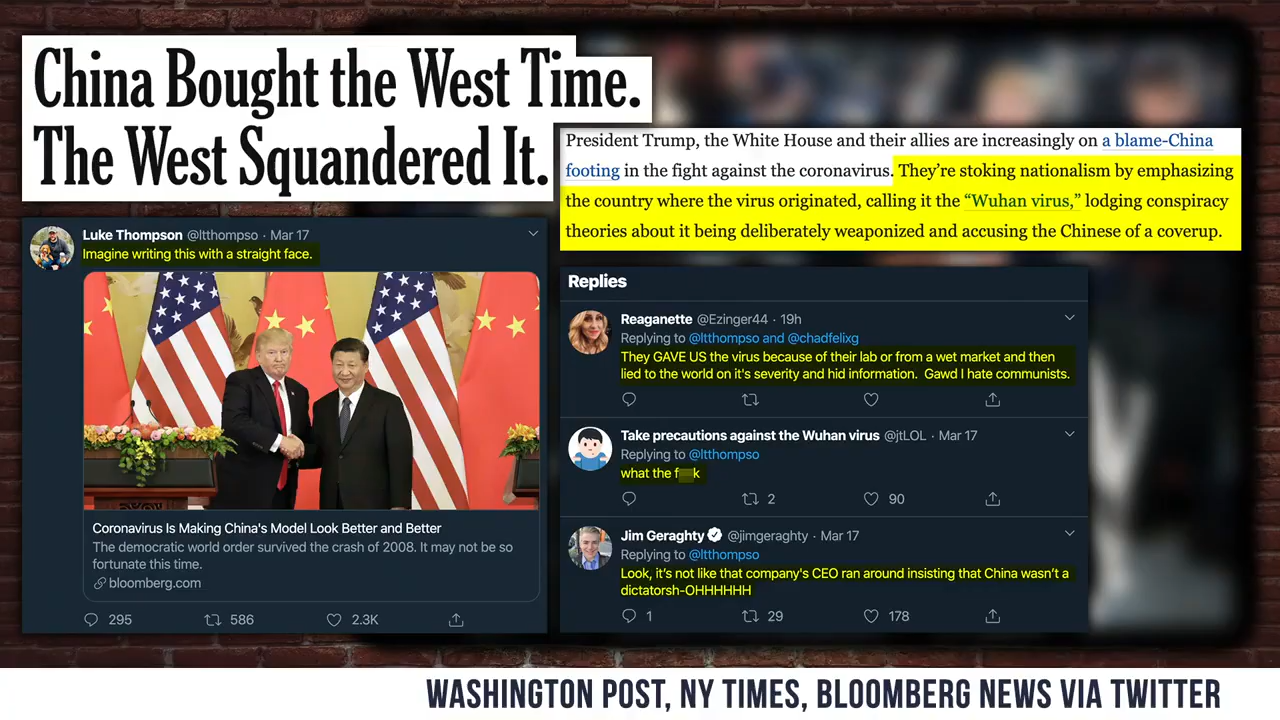 China Bought the West Time.
The West Squandered It.
President Trump, the White House and their allies are increasingly on a blame-China
footing in the fight against the coronavirus. They’re stoking nationalism by emphasizing
the country where the virus originated, calling it the “Wuhan virus,” lodging conspiracy
theories about it being deliberately weaponized and accusing the Chinese of a coverup.
Luke Thompson @ltthompso · Mar 17
Imagine writing this with a straight face.
Coronavirus Is Making China's Model Look Better and Better
The democratic world order survived the crash of 2008. It may not be so
fortunate this time.
bloomberg.com
295 586 2.3K
Replies
Reaganette @Ezinger44 · 19h
Replying to @ltthompso and @chadfelixg
They GAVE US the virus because of their lab or from a wet market and then
lied to the world on it's severity and hid information. Gawd I hate communists.
Take precautions against the Wuhan virus @jtLOL · Mar 17
Replying to @ltthompso
what the f k
2 90
Jim Geraghty @jimgeraghty · Mar 17
Replying to @ltthompso
Look, it's not like that company's CEO ran around insisting that China wasn't a
dictatorsh-OHHHHHH
1 29 178
WASHINGTON POST, NY TIMES, BLOOMBERG NEWS VIA TWITTER